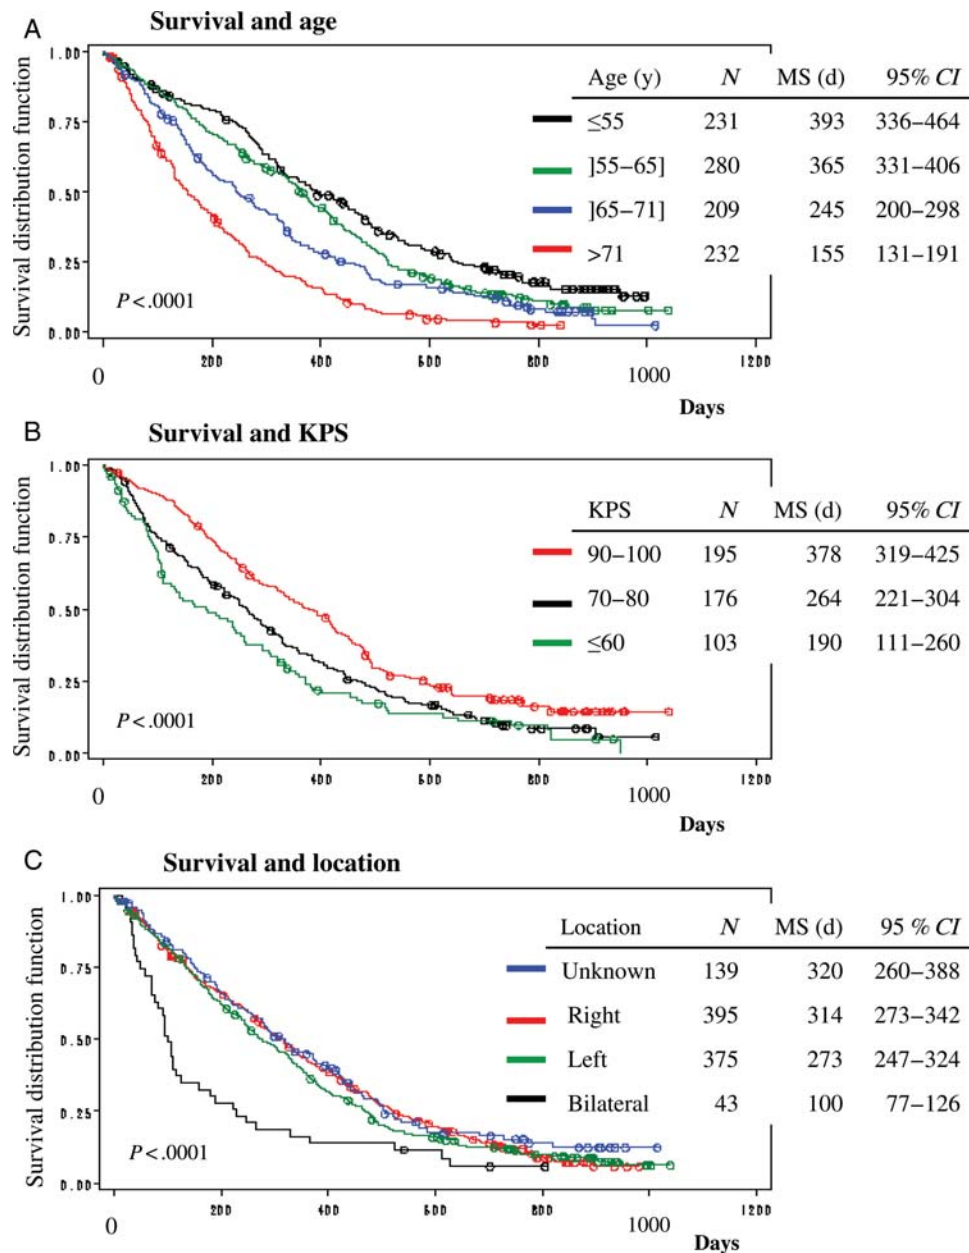 A Survival and age
Survival distribution function
1.00
0.75
0.50
0.25
0.00
Age (y) N MS (d) 95% CI
≤55 231 393 336–464
]55–65] 280 365 331–406
]65–71] 209 245 200–298
>71 232 155 131–191
P<.0001
0 200 400 600 800 1000 1200
Days
B Survival and KPS
Survival distribution function
1.00
0.75
0.50
0.25
0.00
KPS N MS (d) 95% CI
90–100 195 378 319–425
70–80 176 264 221–304
≤60 103 190 111–260
P<.0001
0 200 400 600 800 1000 1200
Days
C Survival and location
Survival distribution function
1.00
0.75
0.50
0.25
0.00
Location N MS (d) 95 % CI
Unknown 139 320 260–388
Right 395 314 273–342
Left 375 273 247–324
Bilateral 43 100 77–126
P<.0001
0 200 400 600 800 1000 1200
Days